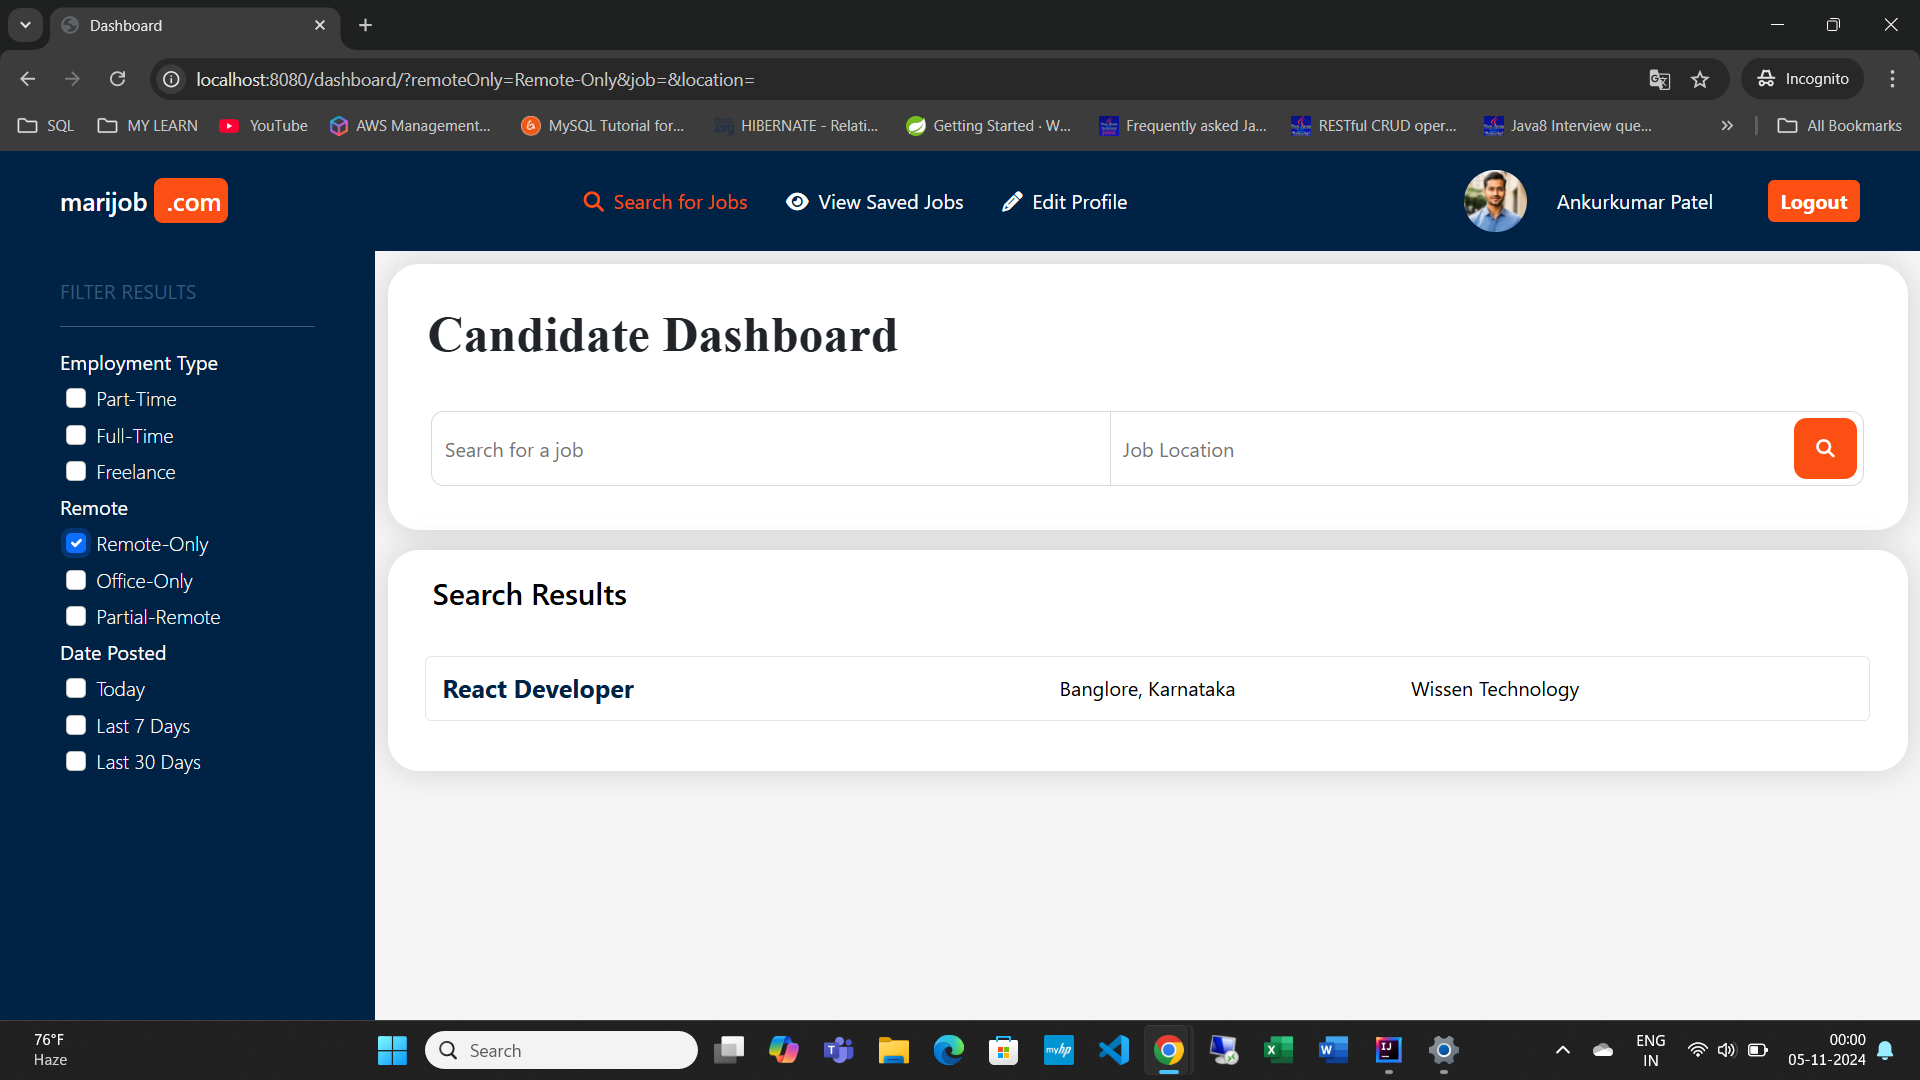 Dashboard
localhost:8080/dashboard/?remoteOnly=Remote-Only&job=&location=
Incognito
SQL
MY LEARN
YouTube
AWS Management...
MySQL Tutorial for...
HIBERNATE - Relati...
Getting Started · W...
Frequently asked Ja...
RESTful CRUD oper...
Java8 Interview que...
All Bookmarks
marijob .com
Search for Jobs
View Saved Jobs
Edit Profile
Ankurkumar Patel
Logout
FILTER RESULTS
Employment Type
Part-Time
Full-Time
Freelance
Remote
Remote-Only
Office-Only
Partial-Remote
Date Posted
Today
Last 7 Days
Last 30 Days
Candidate Dashboard
Search for a job
Job Location
Search Results
React Developer
Banglore, Karnataka
Wissen Technology
76°F
Haze
Search
ENG
IN
00:00
05-11-2024